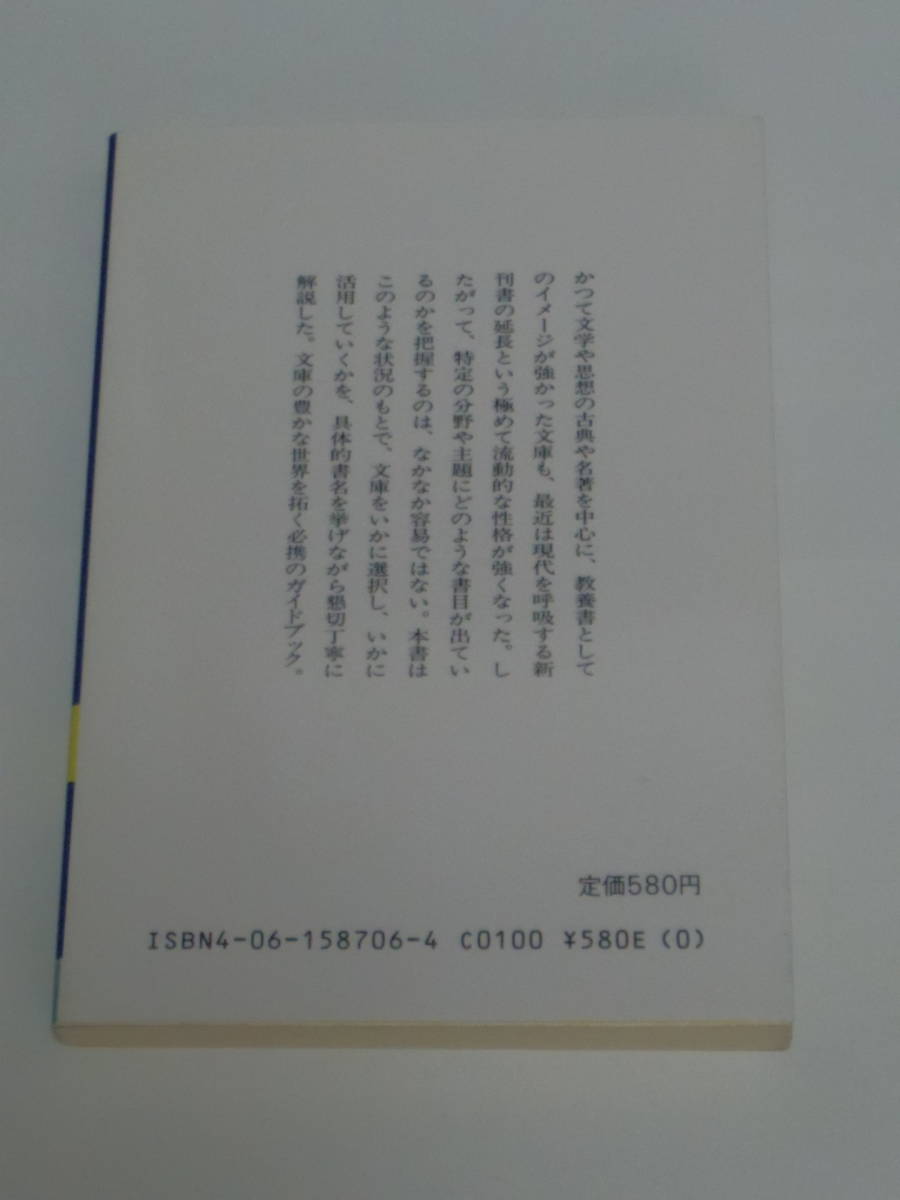 かつて文学や思想の古典や名著を中心に、教養書として
のイメージが強かった文庫も、最近は現代を呼吸する新
刊書の延長という極めて流動的な性格が強くなった。し
たがって、特定の分野や主題にどのような書目が出てい
るのかを把握するのは、なかなか容易ではない。本書は
このような状況のもとで、文庫をいかに選択し、いかに
活用していくかを、具体的書名を挙げながら懇切丁寧に
解説した。文庫の豊かな世界を拓く必携のガイドブック。
定価580円
ISBN4-06-158706-4 C0100 ¥580E (0)